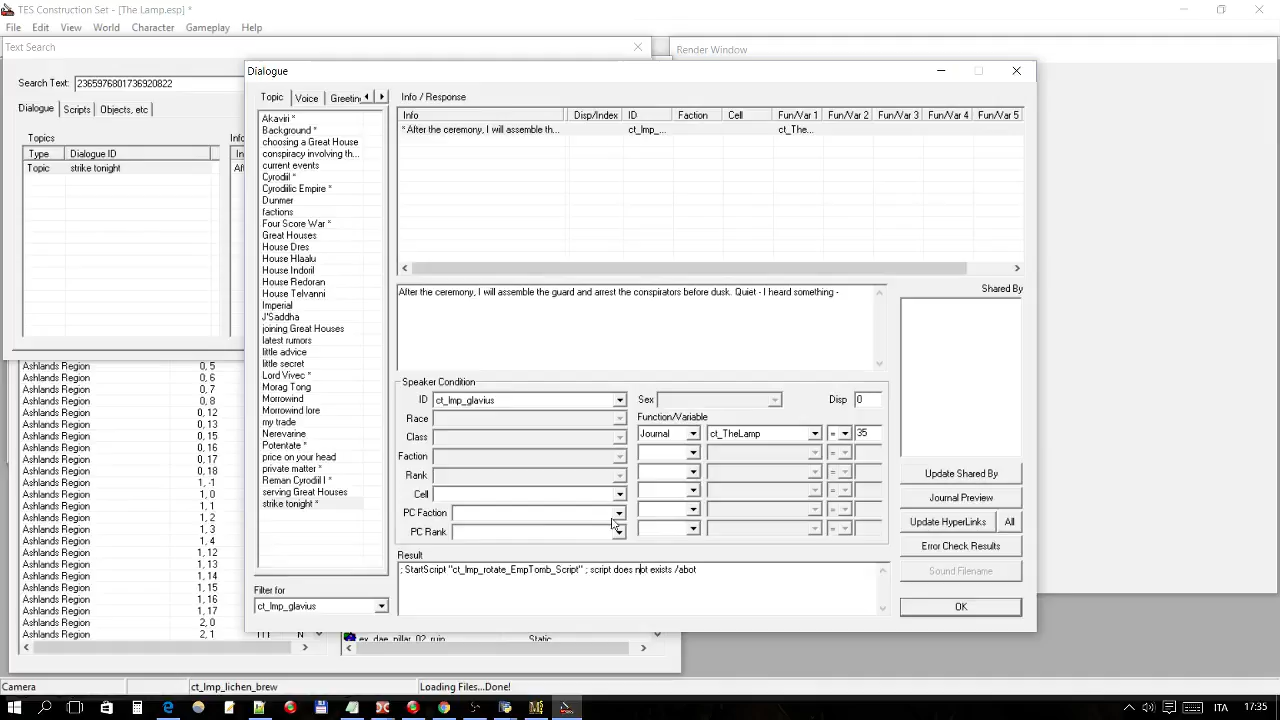 TES Construction Set - [The Lamp.esp] *
File Edit View World Character Gameplay Help
Text Search
Render Window
Search Text: 2365976801736920822
Dialogue Scripts Objects, etc
Topics
Type Dialogue ID
Topic strike tonight
Dialogue
Topic Voice Greeting
Akaviri *
Background *
choosing a Great House
conspiracy involving th...
current events
Cyrodiil *
Cyrodiilic Empire *
Dunmer
factions
Four Score War *
Great Houses
House Dres
House Hlaalu
House Indoril
House Redoran
House Telvanni
Imperial
J'Saddha
joining Great Houses
latest rumors
little advice
little secret
Lord Vivec *
Morag Tong
Morrowind
Morrowind lore
my trade
Nerevarine
Potentate *
price on your head
private matter *
Reman Cyrodiil I *
serving Great Houses
strike tonight *
Filter for
ct_Imp_glavius
Info / Response
Info Disp/Index ID Faction Cell Fun/Var 1 Fun/Var 2 Fun/Var 3 Fun/Var 4 Fun/Var 5
* After the ceremony, I will assemble th... ct_Imp_... ct_The...
After the ceremony, I will assemble the guard and arrest the conspirators before dusk. Quiet - I heard something -
Shared By
Speaker Condition
ID ct_Imp_glavius Sex Disp 0
Race Function/Variable
Class Journal ct_TheLamp = 35
Faction =
Rank =
Cell =
PC Faction =
PC Rank =
Update Shared By
Journal Preview
Update HyperLinks All
Error Check Results
Sound Filename
OK
Result
; StartScript "ct_Imp_rotate_EmpTomb_Script" ; script does not exists /abot
Ashlands Region 0, 5
Ashlands Region 0, 6
Ashlands Region 0, 7
Ashlands Region 0, 8
Ashlands Region 0, 12
Ashlands Region 0, 13
Ashlands Region 0, 15
Ashlands Region 0, 16
Ashlands Region 0, 17
Ashlands Region 0, 18
Ashlands Region 1, -1
Ashlands Region 1, 0
Ashlands Region 1, 2
Ashlands Region 1, 3
Ashlands Region 1, 4
Ashlands Region 1, 12
Ashlands Region 1, 13
Ashlands Region 1, 14
Ashlands Region 1, 15
Ashlands Region 1, 16
Ashlands Region 1, 17
Ashlands Region 2, 0
Ashlands Region 2, 1
ex_dae_pillar_02_ruin Static
Camera ct_Imp_lichen_brew Loading Files...Done!
ITA 17:35